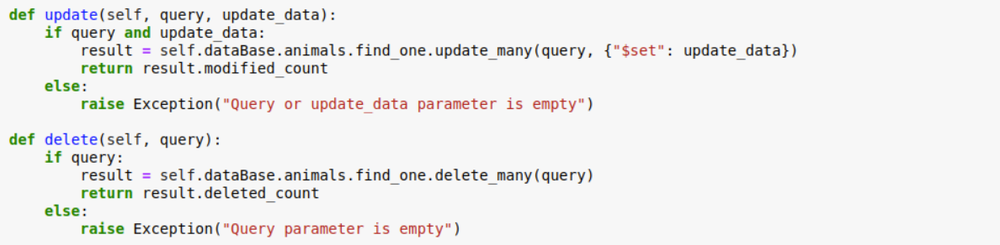 def update(self, query, update_data):
    if query and update_data:
        result = self.dataBase.animals.find_one.update_many(query, {"$set": update_data})
        return result.modified_count
    else:
        raise Exception("Query or update_data parameter is empty")

def delete(self, query):
    if query:
        result = self.dataBase.animals.find_one.delete_many(query)
        return result.deleted_count
    else:
        raise Exception("Query parameter is empty")